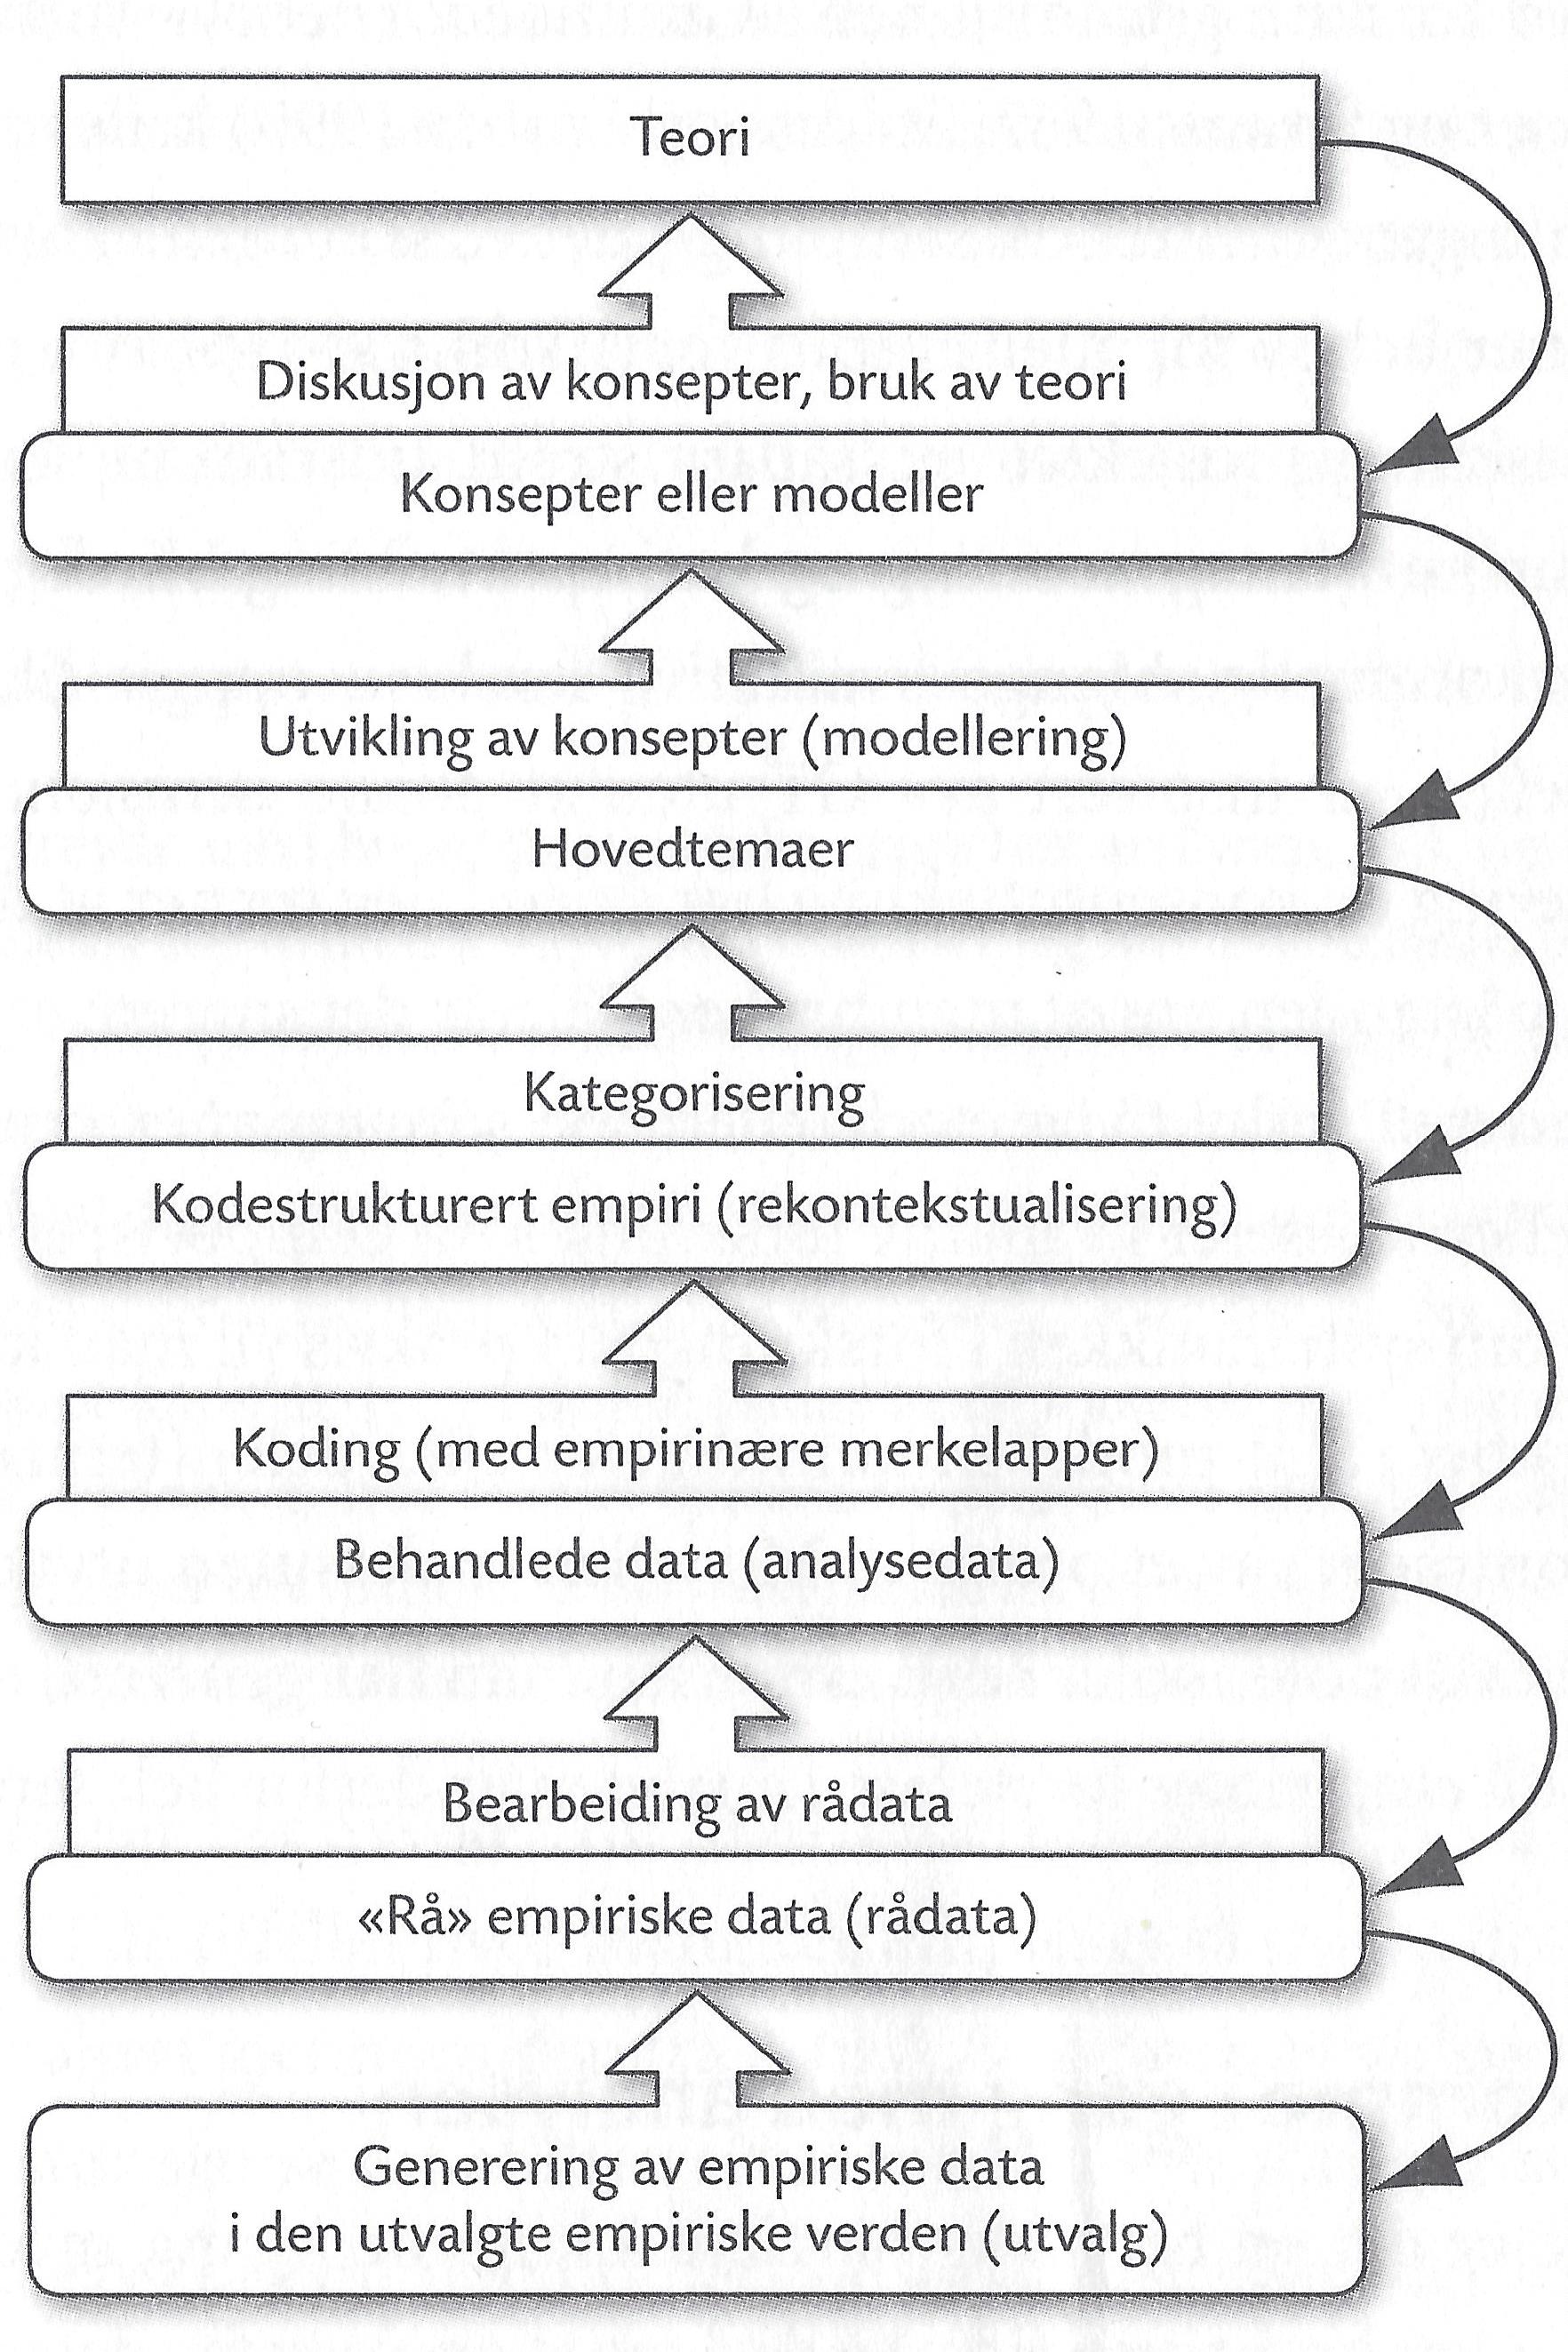 Teori
Diskusjon av konsepter, bruk av teori
Konsepter eller modeller
Utvikling av konsepter (modellering)
Hovedtemaer
Kategorisering
Kodestrukturert empiri (rekontekstualisering)
Koding (med empirinære merkelapper)
Behandlede data (analysedata)
Bearbeiding av rådata
«Rå» empiriske data (rådata)
Generering av empiriske data
i den utvalgte empiriske verden (utvalg)